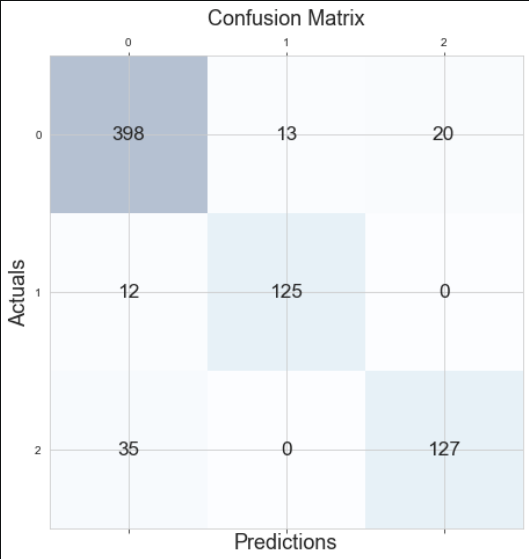 Confusion Matrix
0 1 2
0 398 13 20
1 12 125 0
2 35 0 127
Actuals
Predictions